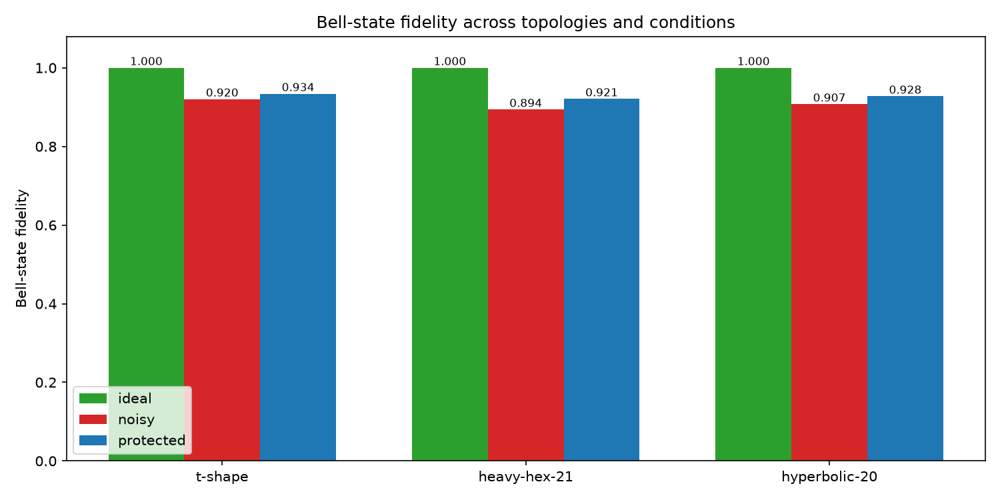 Bell-state fidelity across topologies and conditions
Bell-state fidelity
1.0
0.8
0.6
0.4
0.2
0.0
1.000
0.920
0.934
1.000
0.894
0.921
1.000
0.907
0.928
ideal
noisy
protected
t-shape
heavy-hex-21
hyperbolic-20